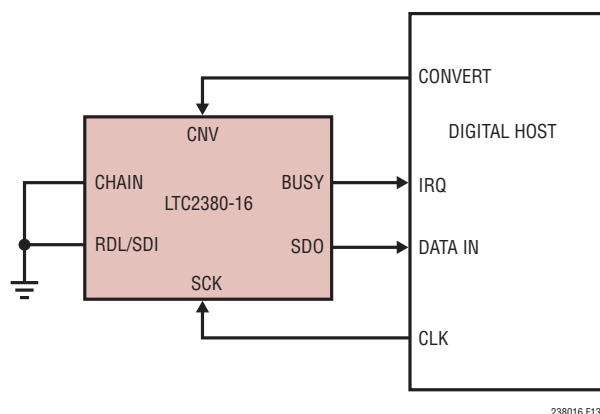 CONVERT
CNV
DIGITAL HOST
CHAIN
BUSY
IRQ
LTC2380-16
RDL/SDI
SDO
DATA IN
SCK
CLK
238016 F13